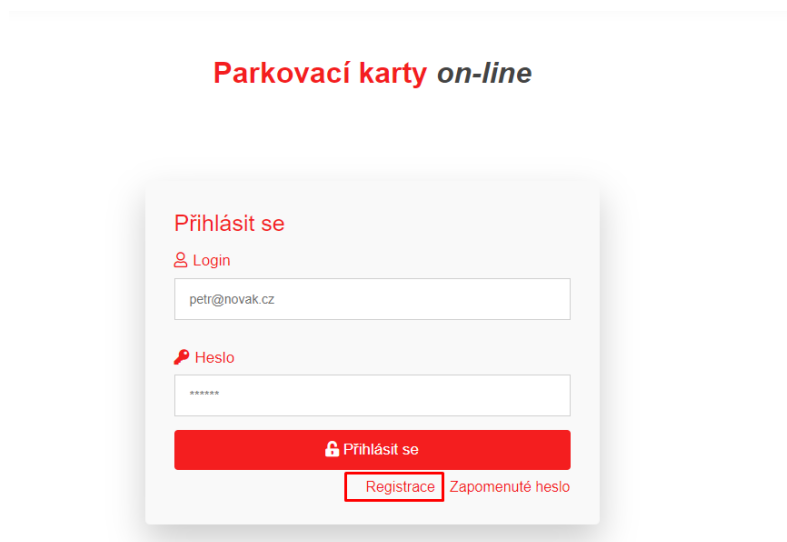 Parkovací karty on-line
Přihlásit se
Login
petr@novak.cz
Heslo
******
Přihlásit se
Registrace Zapomenuté heslo